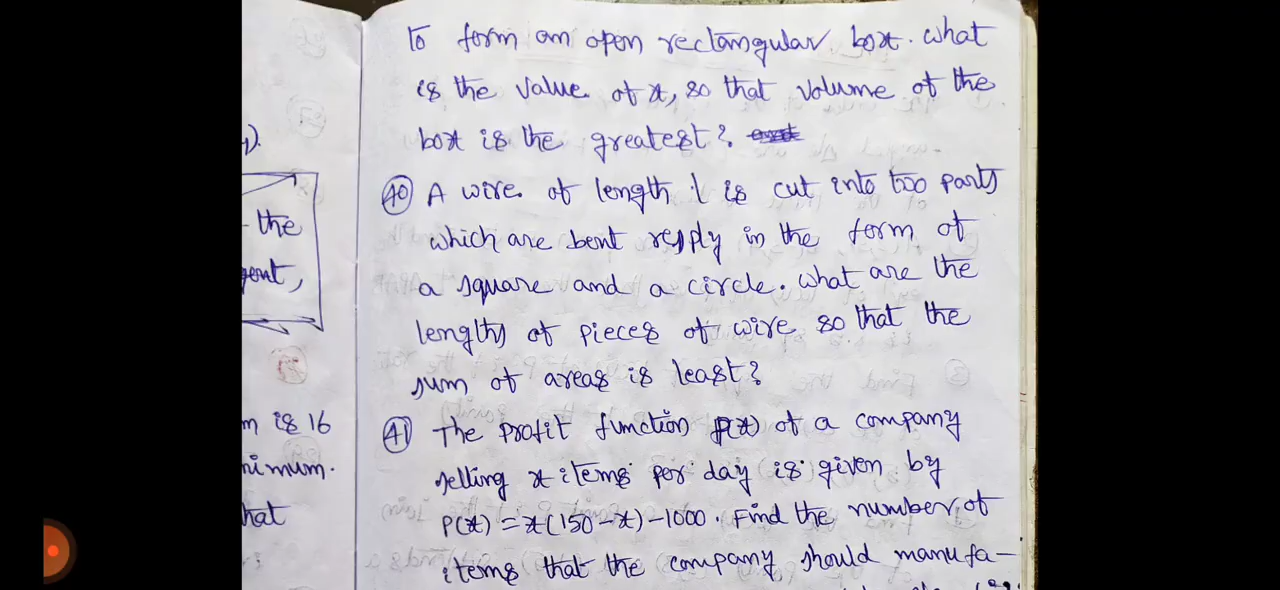 ).
the
gent,
m is 16
nimum.
hat
to form an open rectangular box. what
is the value of x, so that volume of the
box is the greatest?
40 A wire of length l is cut into two parts
which are bent resply in the form of
a square and a circle. what are the
lengths of pieces of wire so that the
sum of areas is least?
41 The profit function P(x) of a company
selling x items per day is given by
P(x) = x(150-x)-1000. Find the number of
items that the company should manufa-